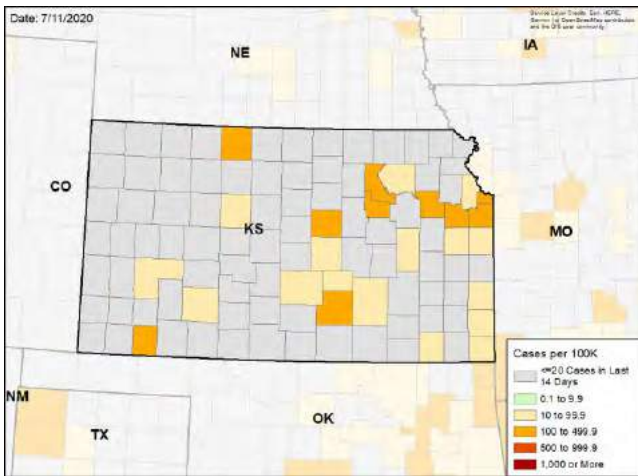 Date: 7/11/2020
NE
IA
CO
KS
MO
Cases per 100K
<=20 Cases in Last
14 Days
0.1 to 9.9
10 to 99.9
100 to 499.9
500 to 999.9
1,000 or More
NM
TX
OK